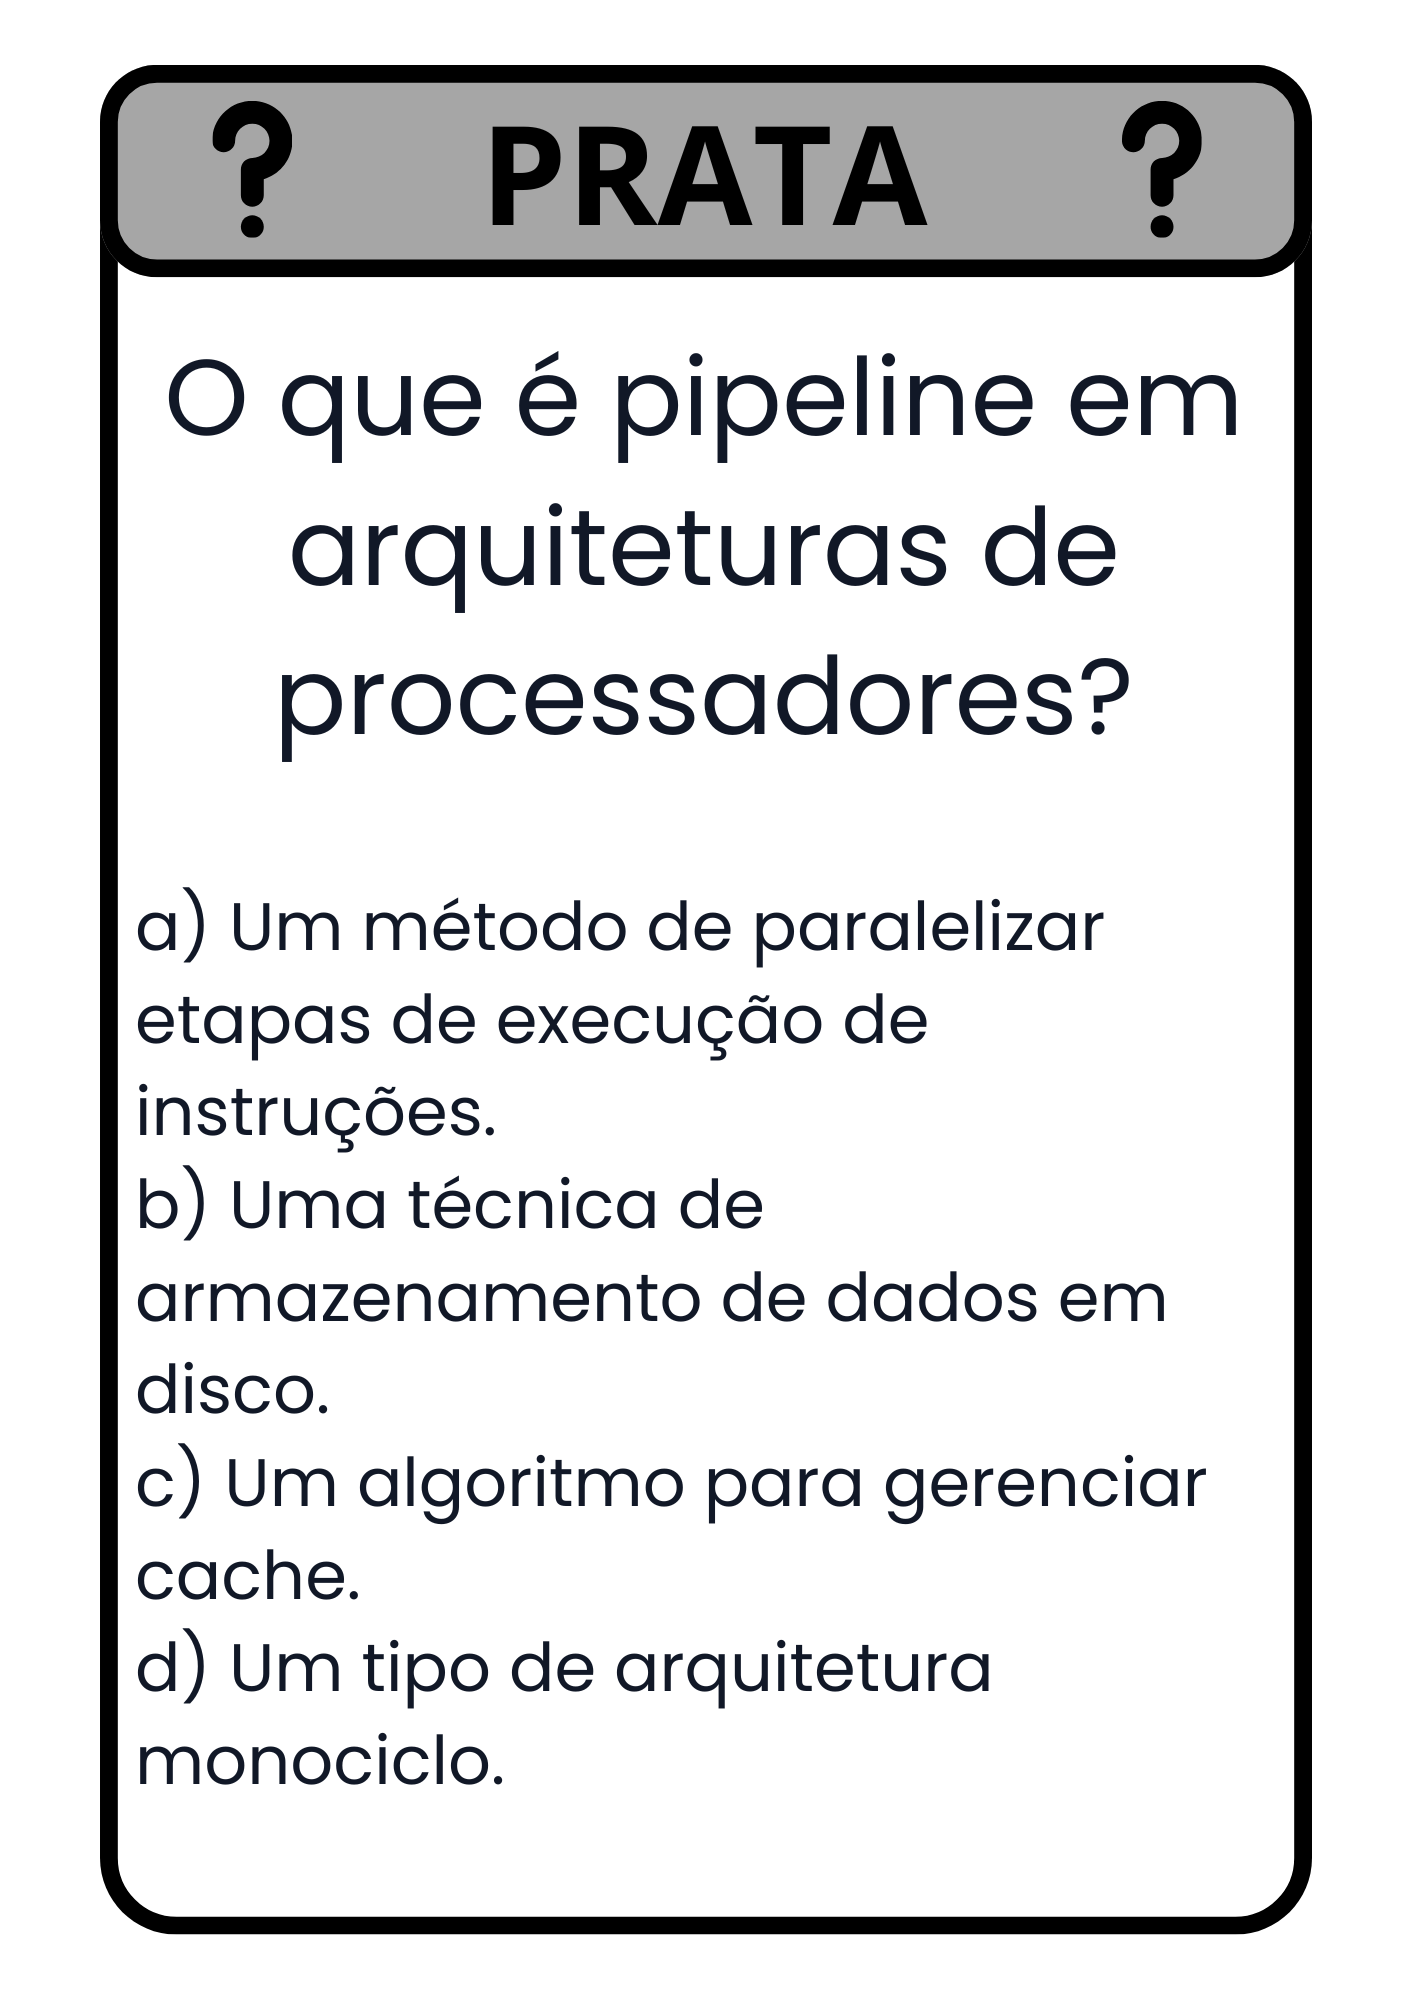 ? PRATA ?
O que é pipeline em
arquiteturas de
processadores?
a) Um método de paralelizar
etapas de execução de
instruções.
b) Uma técnica de
armazenamento de dados em
disco.
c) Um algoritmo para gerenciar
cache.
d) Um tipo de arquitetura
monociclo.